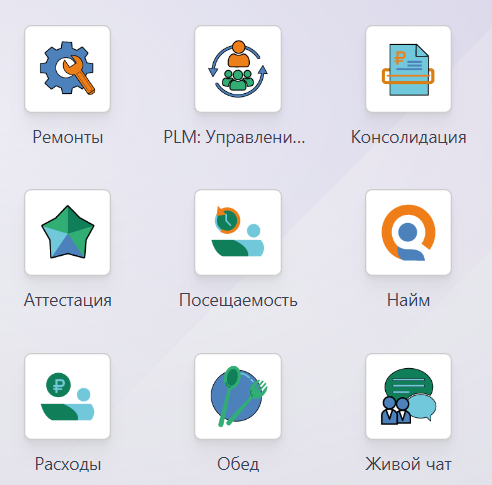 Ремонты
PLM: Управлени...
Консолидация
Аттестация
Посещаемость
Найм
Расходы
Обед
Живой чат